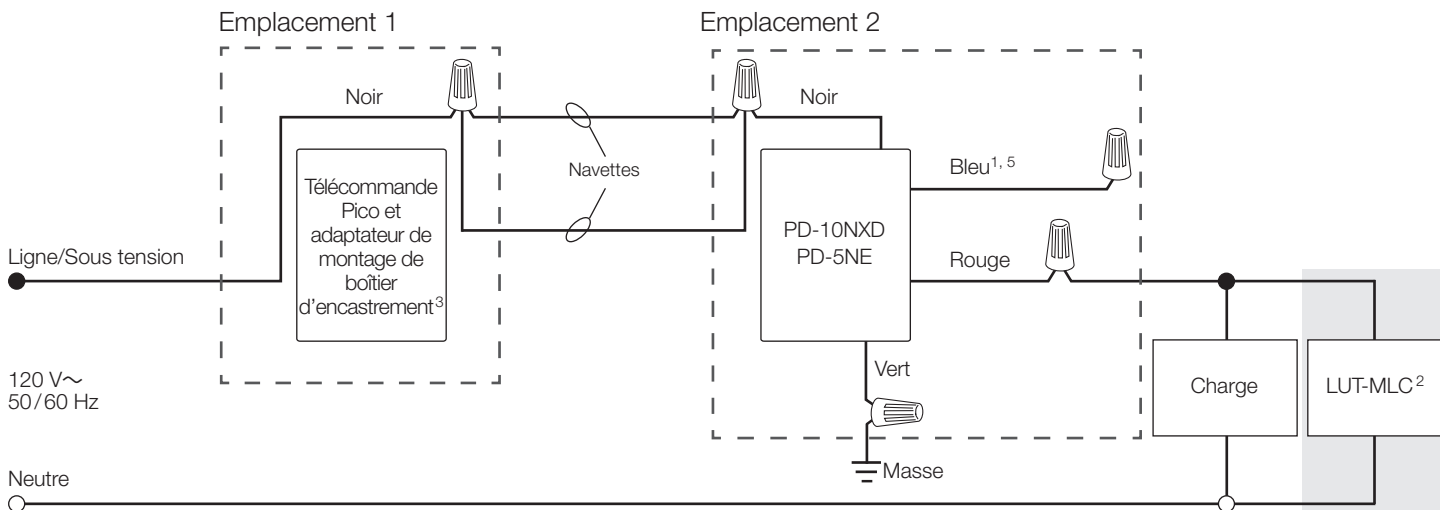 Emplacement 1
Emplacement 2
Noir
Noir
Navettes
Télécommande
Pico et
adaptateur de
montage de
boîtier
d'encastrement3
Bleu1, 5
PD-10NXD
PD-5NE
Rouge
Ligne/Sous tension
Vert
Charge
LUT-MLC2
120 V~
50/60 Hz
Masse
Neutre